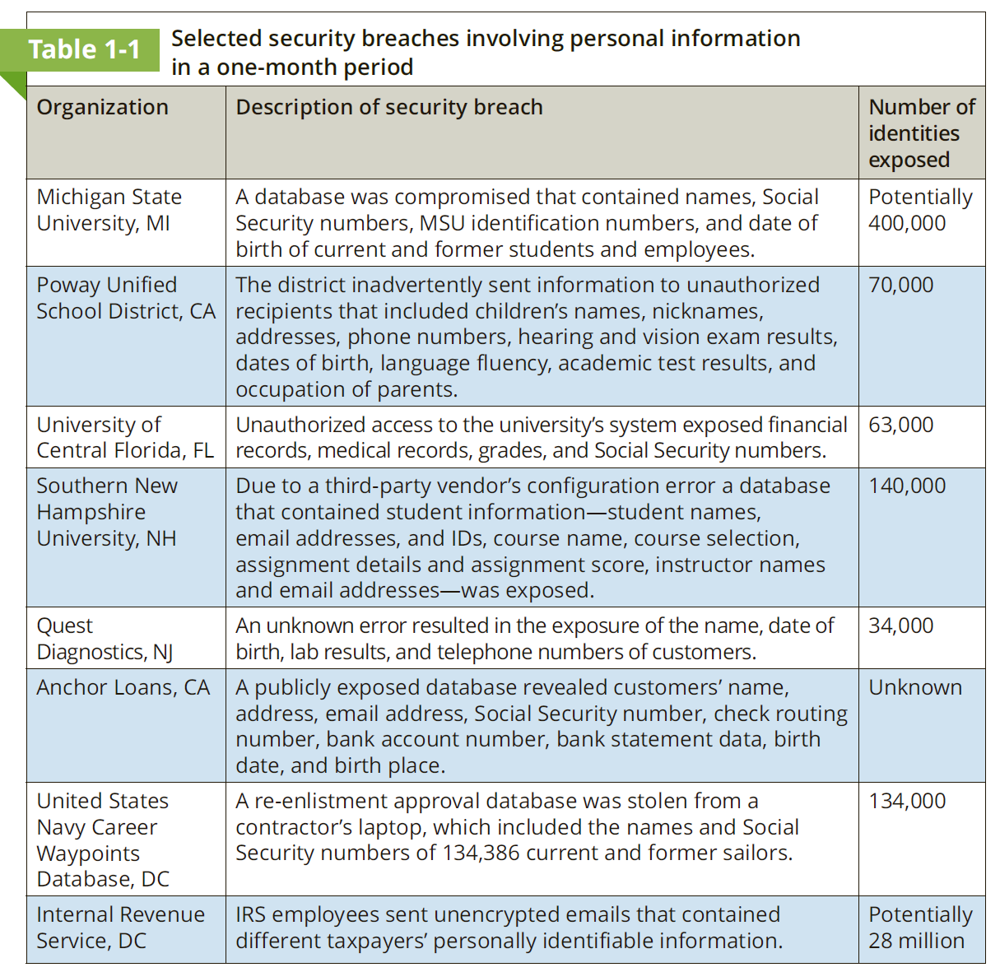 Table 1-1
Selected security breaches involving personal information
in a one-month period
Organization
Description of security breach
Number of
identities
exposed
Michigan State
University, MI
A database was compromised that contained names, Social
Security numbers, MSU identification numbers, and date of
birth of current and former students and employees.
Potentially
400,000
Poway Unified
School District, CA
The district inadvertently sent information to unauthorized
recipients that included children’s names, nicknames,
addresses, phone numbers, hearing and vision exam results,
dates of birth, language fluency, academic test results, and
occupation of parents.
70,000
University of
Central Florida, FL
Unauthorized access to the university’s system exposed financial
records, medical records, grades, and Social Security numbers.
63,000
Southern New
Hampshire
University, NH
Due to a third-party vendor’s configuration error a database
that contained student information—student names,
email addresses, and IDs, course name, course selection,
assignment details and assignment score, instructor names
and email addresses—was exposed.
140,000
Quest
Diagnostics, NJ
An unknown error resulted in the exposure of the name, date of
birth, lab results, and telephone numbers of customers.
34,000
Anchor Loans, CA
A publicly exposed database revealed customers’ name,
address, email address, Social Security number, check routing
number, bank account number, bank statement data, birth
date, and birth place.
Unknown
United States
Navy Career
Waypoints
Database, DC
A re-enlistment approval database was stolen from a
contractor’s laptop, which included the names and Social
Security numbers of 134,386 current and former sailors.
134,000
Internal Revenue
Service, DC
IRS employees sent unencrypted emails that contained
different taxpayers’ personally identifiable information.
Potentially
28 million